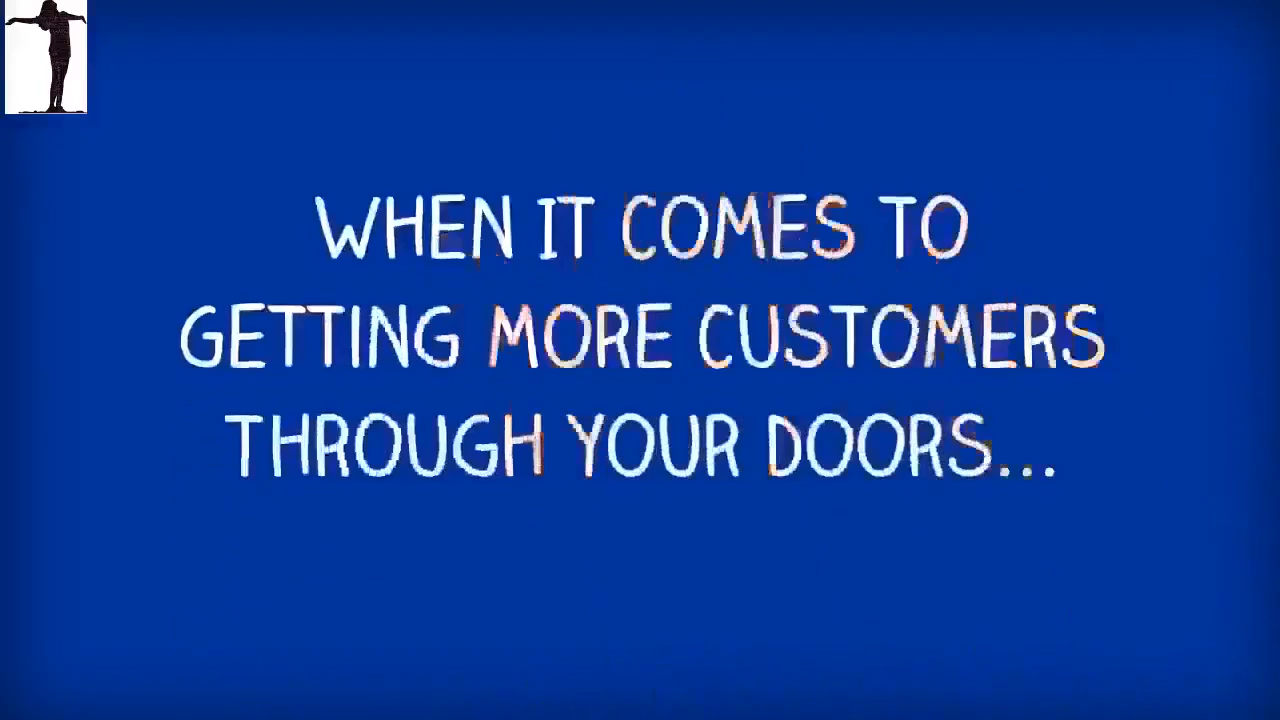 WHEN IT COMES TO
GETTING MORE CUSTOMERS
THROUGH YOUR DOORS...